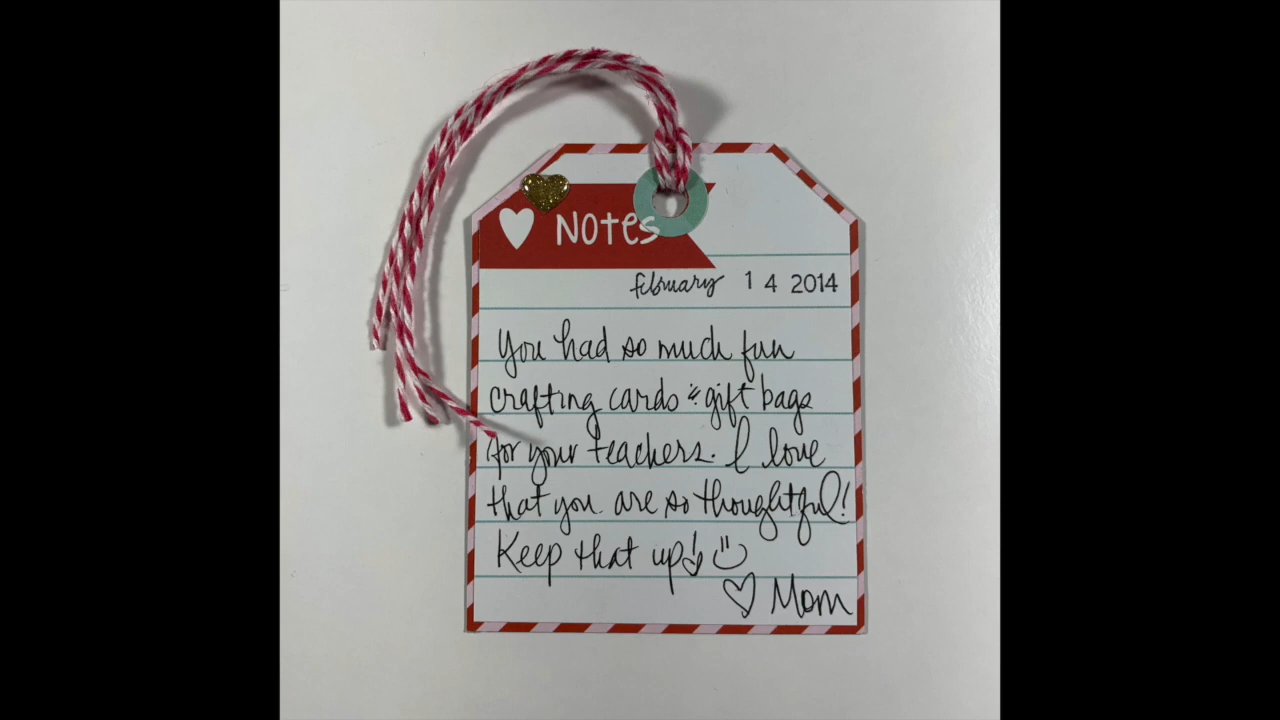 Notes
february 14 2014
You had so much fun
crafting cards & gift bags
for your teachers. I love
that you are so thoughtful!
Keep that up!
Mom